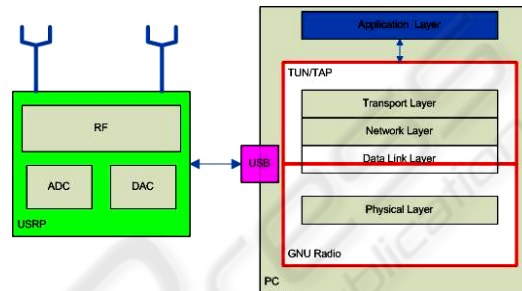 Application Layer
TUN/TAP
Transport Layer
Network Layer
Data Link Layer
Physical Layer
GNU Radio
PC
USB
RF
ADC
DAC
USRP